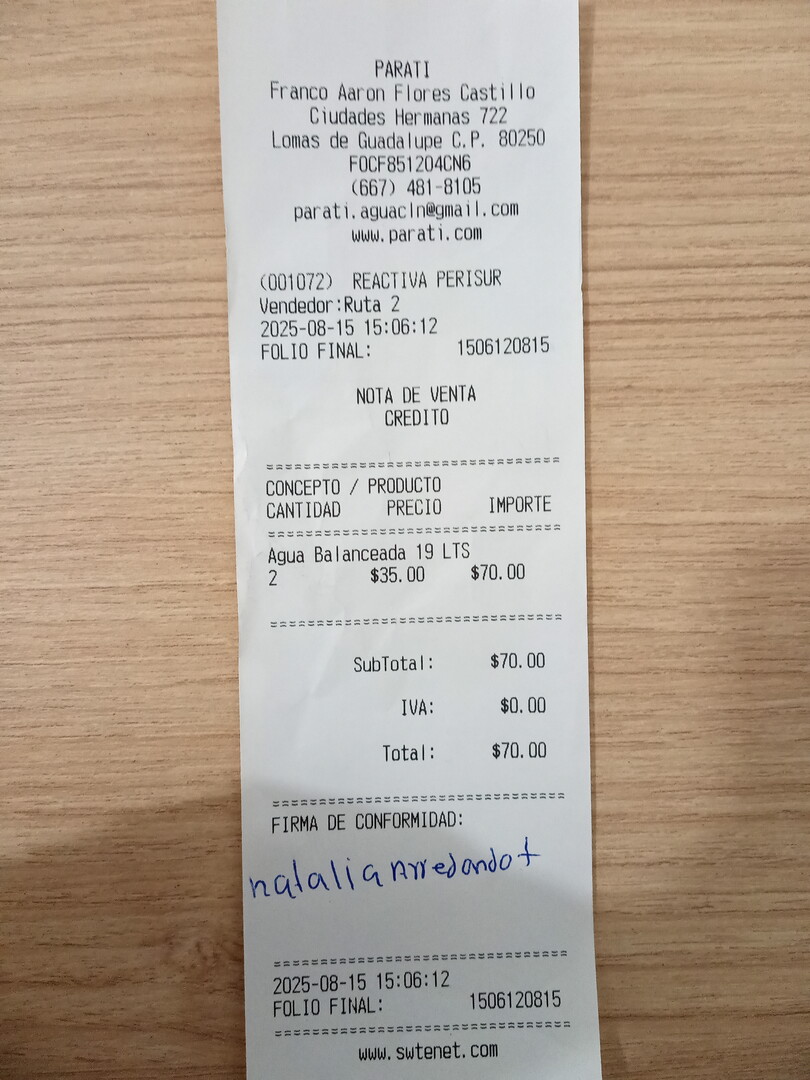 PARATI
Franco Aaron Flores Castillo
Ciudades Hermanas 722
Lomas de Guadalupe C.P. 80250
FOCF851204CN6
(667) 481-8105
parati.aguacln@gmail.com
www.parati.com
(001072) REACTIVA PERISUR
Vendedor:Ruta 2
2025-08-15 15:06:12
FOLIO FINAL: 1506120815
NOTA DE VENTA
CREDITO
==============================
CONCEPTO / PRODUCTO
CANTIDAD PRECIO IMPORTE
==============================
Agua Balanceada 19 LTS
2 $35.00 $70.00
==============================
SubTotal: $70.00
IVA: $0.00
Total: $70.00
==============================
FIRMA DE CONFORMIDAD:
natalia Arredondo t
==============================
2025-08-15 15:06:12
FOLIO FINAL: 1506120815
==============================
www.swtenet.com